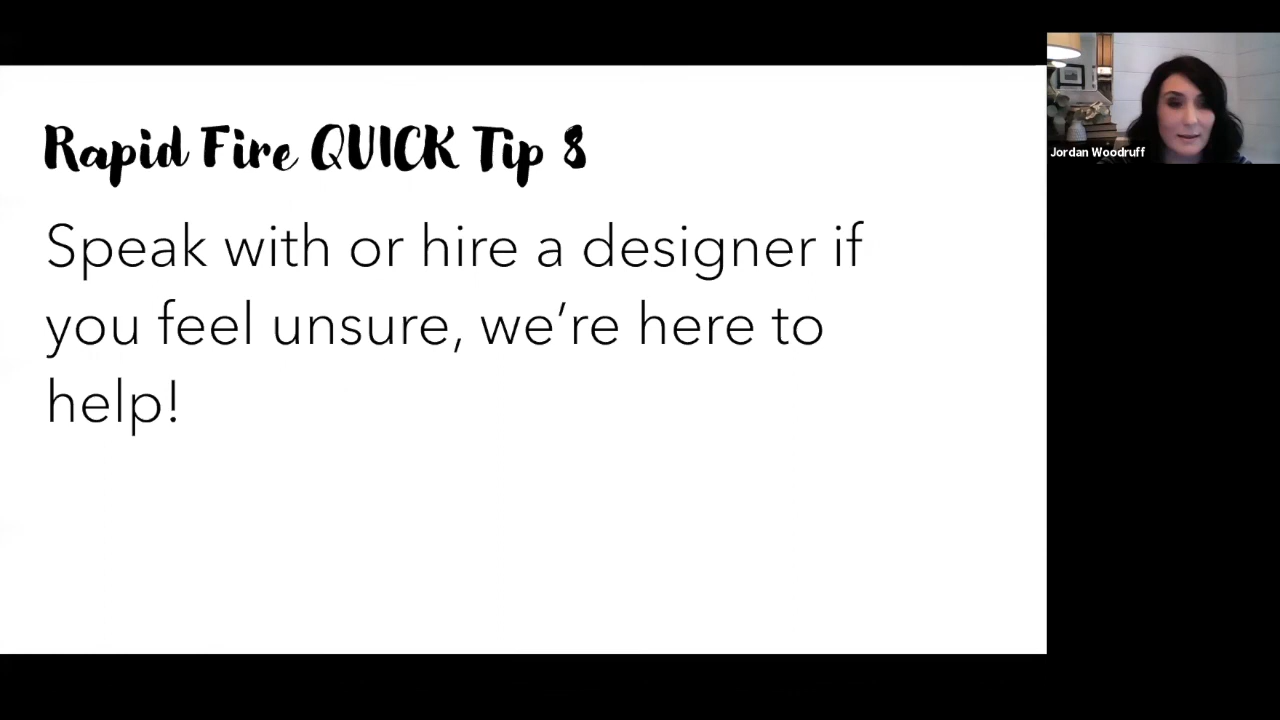 Rapid Fire QUICK Tip 8
Speak with or hire a designer if
you feel unsure, we’re here to
help!
Jordan Woodruff